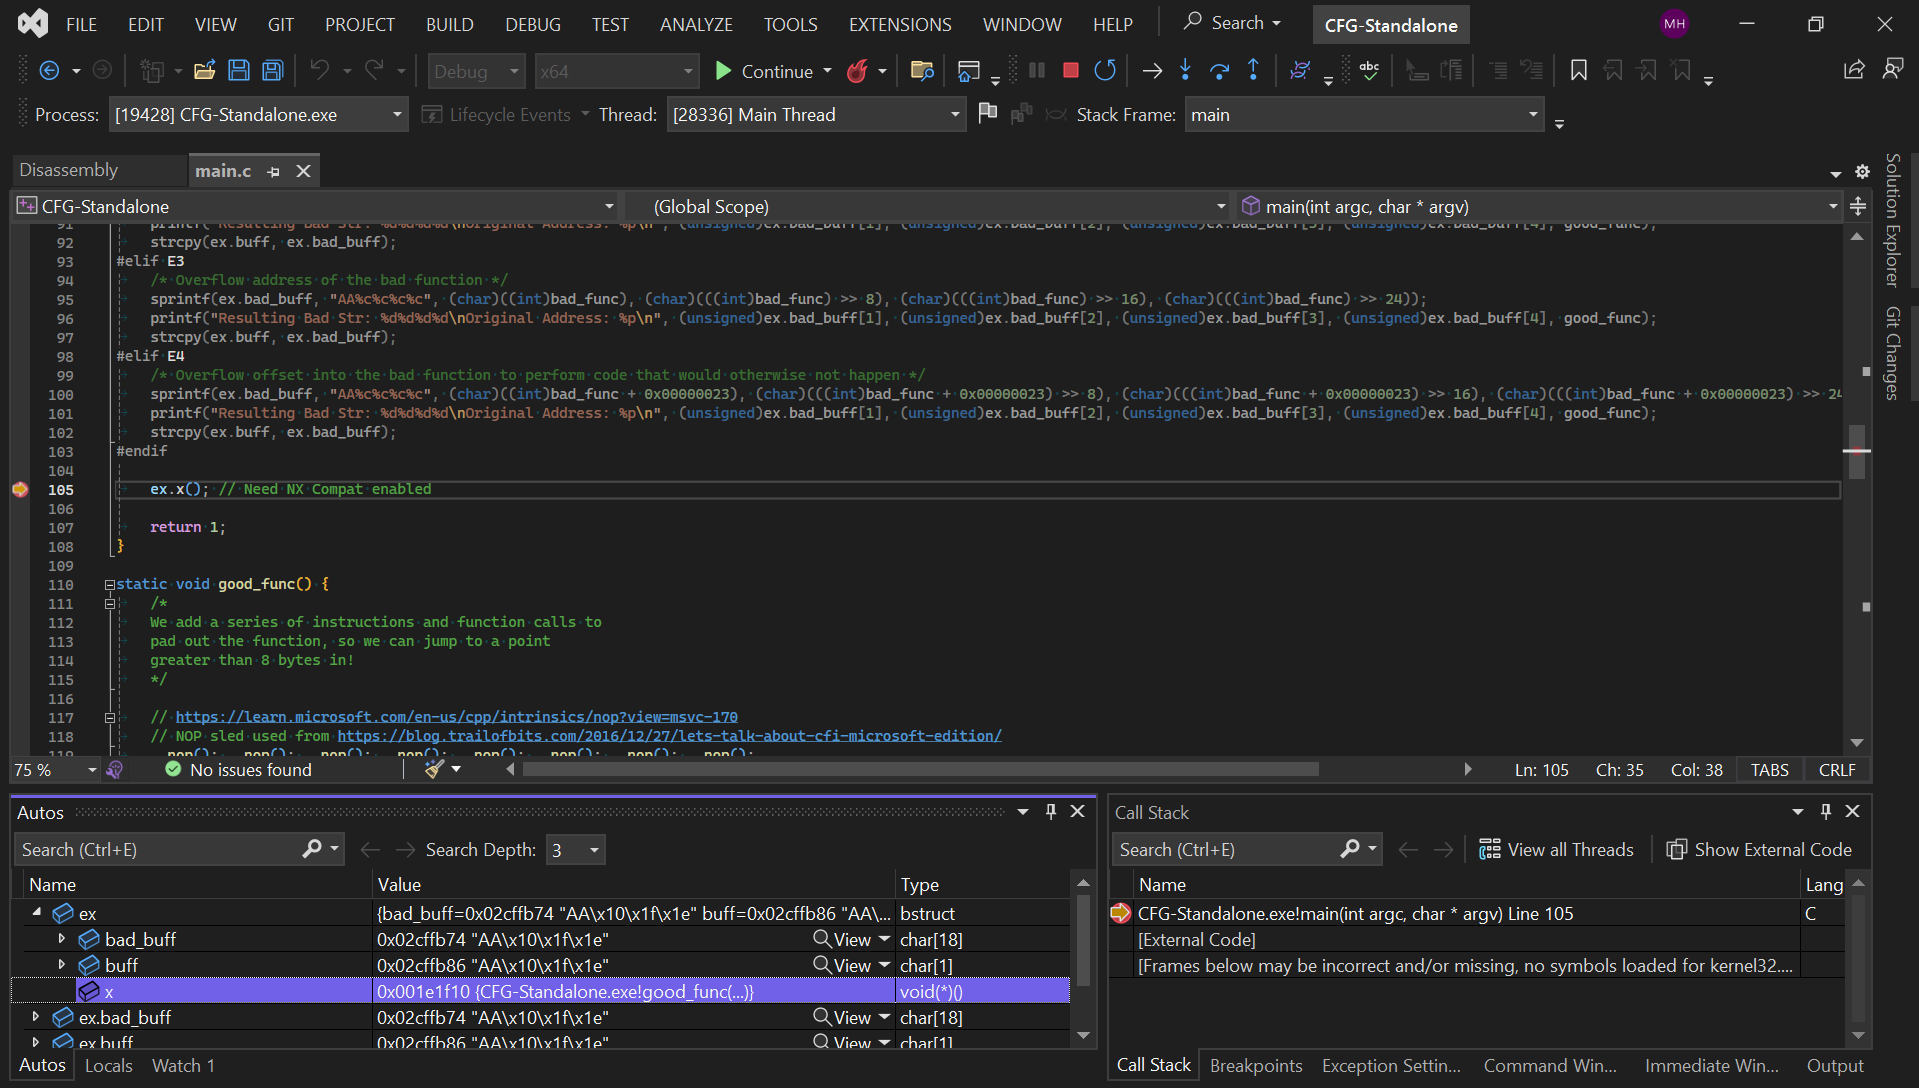 FILE EDIT VIEW GIT PROJECT BUILD DEBUG TEST ANALYZE TOOLS EXTENSIONS WINDOW HELP Search CFG-Standalone MH
Debug x64 Continue abc
Process: [19428] CFG-Standalone.exe Lifecycle Events Thread: [28336] Main Thread Stack Frame: main
Disassembly main.c
CFG-Standalone (Global Scope) main(int argc, char * argv)
91 printf("Resulting Bad Str: %d%d%d%d\nOriginal Address: %p\n", (unsigned)ex.bad_buff[1], (unsigned)ex.bad_buff[2], (unsigned)ex.bad_buff[3], (unsigned)ex.bad_buff[4], good_func);
92 strcpy(ex.buff, ex.bad_buff);
93 #elif E3
94 /* Overflow address of the bad function */
95 sprintf(ex.bad_buff, "AA%c%c%c%c", (char)((int)bad_func), (char)(((int)bad_func) >> 8), (char)(((int)bad_func) >> 16), (char)(((int)bad_func) >> 24));
96 printf("Resulting Bad Str: %d%d%d%d\nOriginal Address: %p\n", (unsigned)ex.bad_buff[1], (unsigned)ex.bad_buff[2], (unsigned)ex.bad_buff[3], (unsigned)ex.bad_buff[4], good_func);
97 strcpy(ex.buff, ex.bad_buff);
98 #elif E4
99 /* Overflow offset into the bad function to perform code that would otherwise not happen */
100 sprintf(ex.bad_buff, "AA%c%c%c%c", (char)((int)bad_func + 0x00000023), (char)(((int)bad_func + 0x00000023) >> 8), (char)(((int)bad_func + 0x00000023) >> 16), (char)(((int)bad_func + 0x00000023) >> 24
101 printf("Resulting Bad Str: %d%d%d%d\nOriginal Address: %p\n", (unsigned)ex.bad_buff[1], (unsigned)ex.bad_buff[2], (unsigned)ex.bad_buff[3], (unsigned)ex.bad_buff[4], good_func);
102 strcpy(ex.buff, ex.bad_buff);
103 #endif
104
105 ex.x(); // Need NX Compat enabled
106
107 return 1;
108 }
109
110 static void good_func() {
111 /*
112 We add a series of instructions and function calls to
113 pad out the function, so we can jump to a point
114 greater than 8 bytes in!
115 */
116
117 // https://learn.microsoft.com/en-us/cpp/intrinsics/nop?view=msvc-170
118 // NOP sled used from https://blog.trailofbits.com/2016/12/27/lets-talk-about-cfi-microsoft-edition/
119 __nop(); __nop(); __nop(); __nop(); __nop(); __nop(); __nop(); __nop();
Solution Explorer
Git Changes
75 % No issues found Ln: 105 Ch: 35 Col: 38 TABS CRLF
Autos
Search (Ctrl+E) Search Depth: 3
Name Value Type
ex {bad_buff=0x02cffb74 "AA\x10\x1f\x1e" buff=0x02cffb86 "AA\... bstruct
bad_buff 0x02cffb74 "AA\x10\x1f\x1e" View char[18]
buff 0x02cffb86 "AA\x10\x1f\x1e" View char[1]
x 0x001e1f10 {CFG-Standalone.exe!good_func(...)} void(*)()
ex.bad_buff 0x02cffb74 "AA\x10\x1f\x1e" View char[18]
ex.buff 0x02cffb86 "AA\x10\x1f\x1e" View char[1]
Autos Locals Watch 1
Call Stack
Search (Ctrl+E) View all Threads Show External Code
Name Lang
CFG-Standalone.exe!main(int argc, char * argv) Line 105 C
[External Code]
[Frames below may be incorrect and/or missing, no symbols loaded for kernel32....
Call Stack Breakpoints Exception Settin... Command Win... Immediate Win... Output